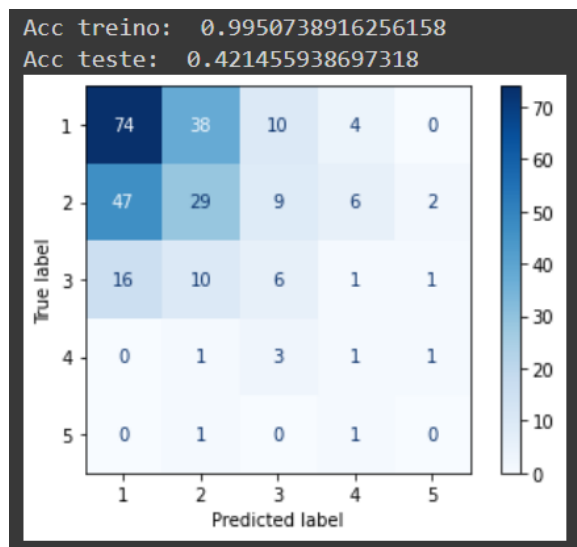 Acc treino:  0.9950738916256158
Acc teste:  0.421455938697318
1 74 38 10 4 0
2 47 29 9 6 2
3 16 10 6 1 1
4 0 1 3 1 1
5 0 1 0 1 0
1 2 3 4 5
Predicted label
True label
70
60
50
40
30
20
10
0